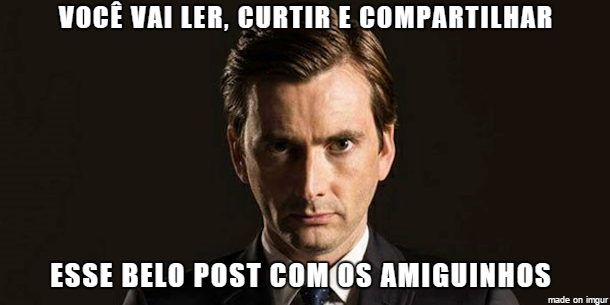 VOCÊ VAI LER, CURTIR E COMPARTILHAR
ESSE BELO POST COM OS AMIGUINHOS
made on imgur